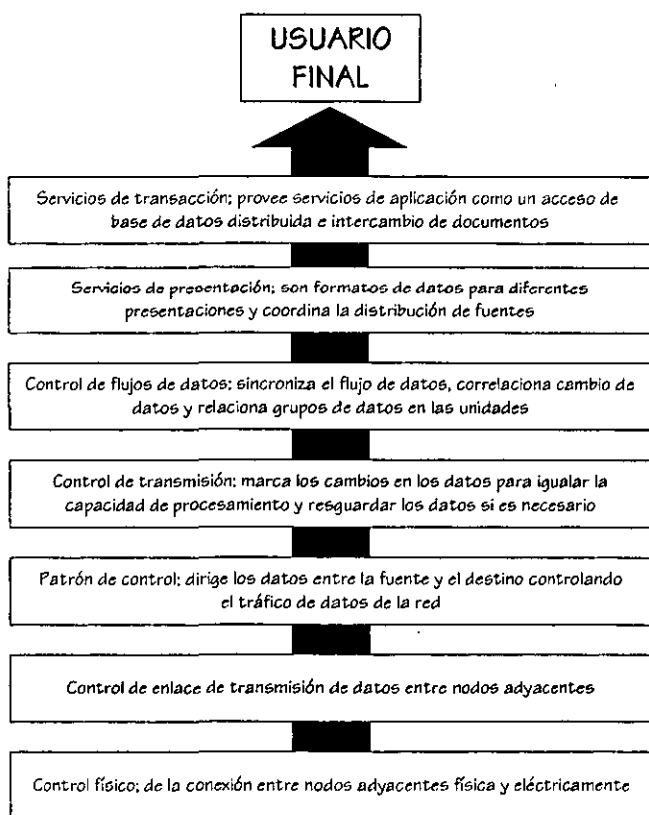 USUARIO
FINAL
Servicios de transacción; provee servicios de aplicación como un acceso de
base de datos distribuida e intercambio de documentos
Servicios de presentación; son formatos de datos para diferentes
presentaciones y coordina la distribución de fuentes
Control de flujos de datos; sincroniza el flujo de datos, correlaciona cambio de
datos y relaciona grupos de datos en las unidades
Control de transmisión; marca los cambios en los datos para igualar la
capacidad de procesamiento y resguardar los datos si es necesario
Patrón de control; dirige los datos entre la fuente y el destino controlando
el tráfico de datos de la red
Control de enlace de transmisión de datos entre nodos adyacentes
Control físico; de la conexión entre nodos adyacentes física y eléctricamente